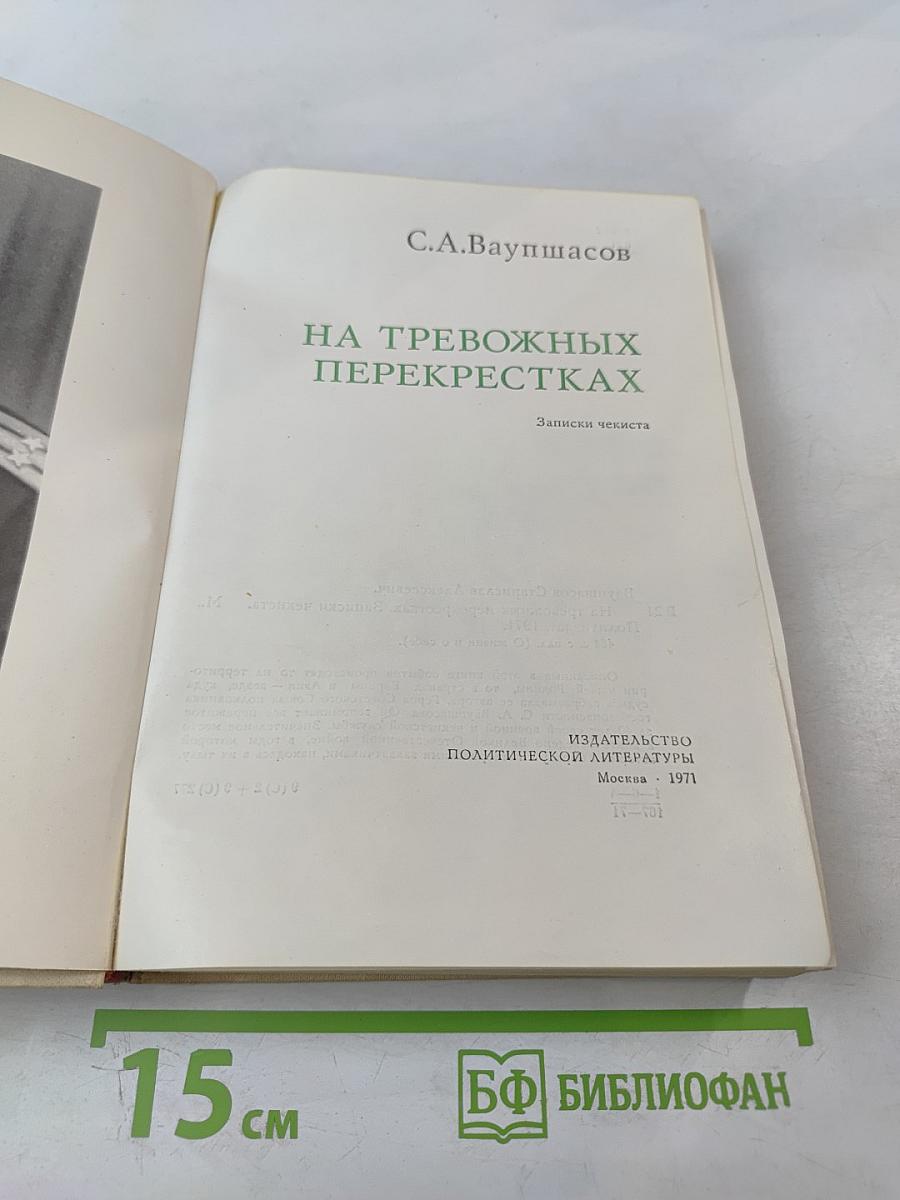 С.А.Ваупшасов
НА ТРЕВОЖНЫХ
ПЕРЕКРЕСТКАХ
Записки чекиста
ИЗДАТЕЛЬСТВО
ПОЛИТИЧЕСКОЙ ЛИТЕРАТУРЫ
Москва · 1971
15 см
БФ БИБЛИОФАН